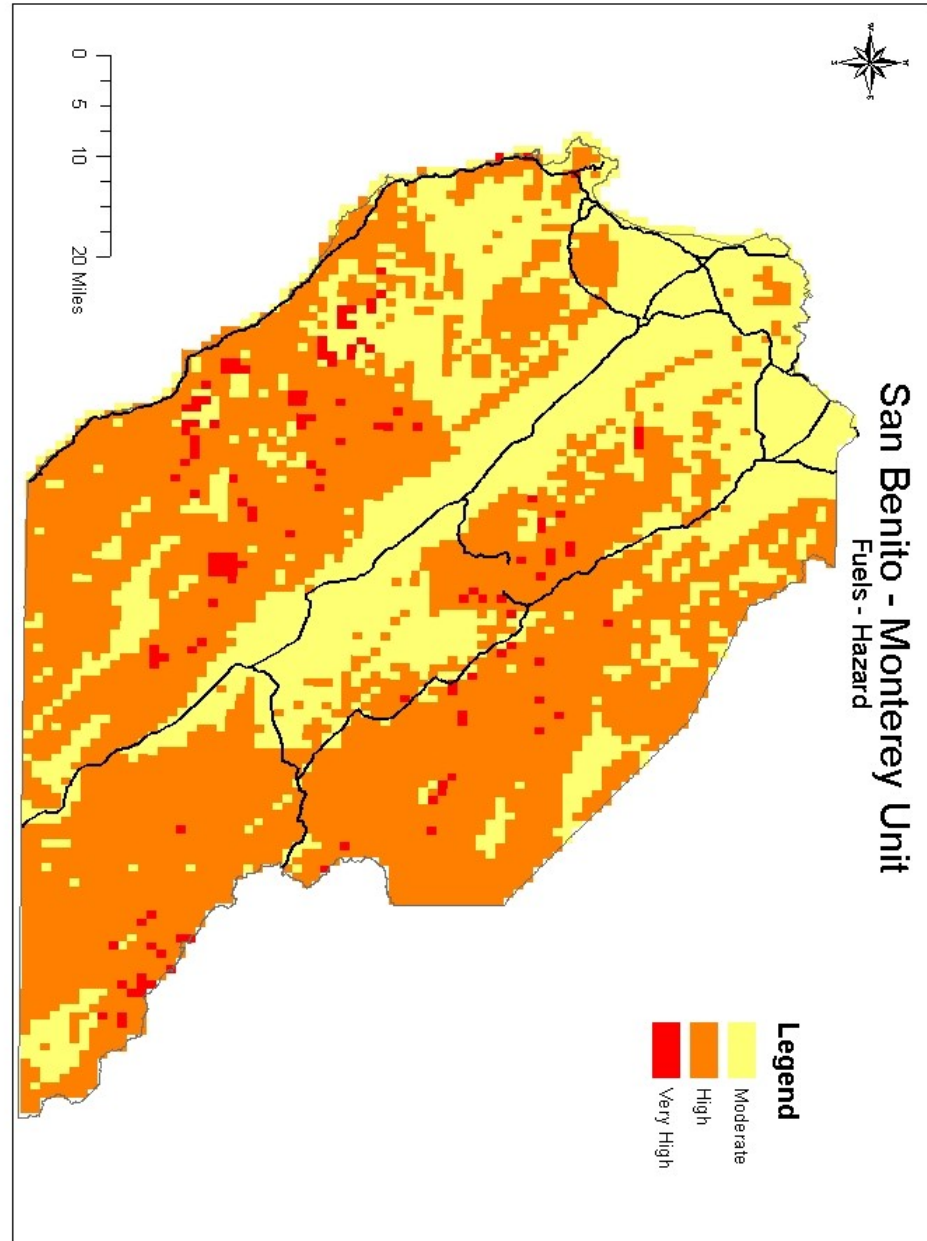 San Benito - Monterey Unit
Fuels - Hazard
N
W
E
S
Legend
Moderate
High
Very High
0 5 10 20 Miles